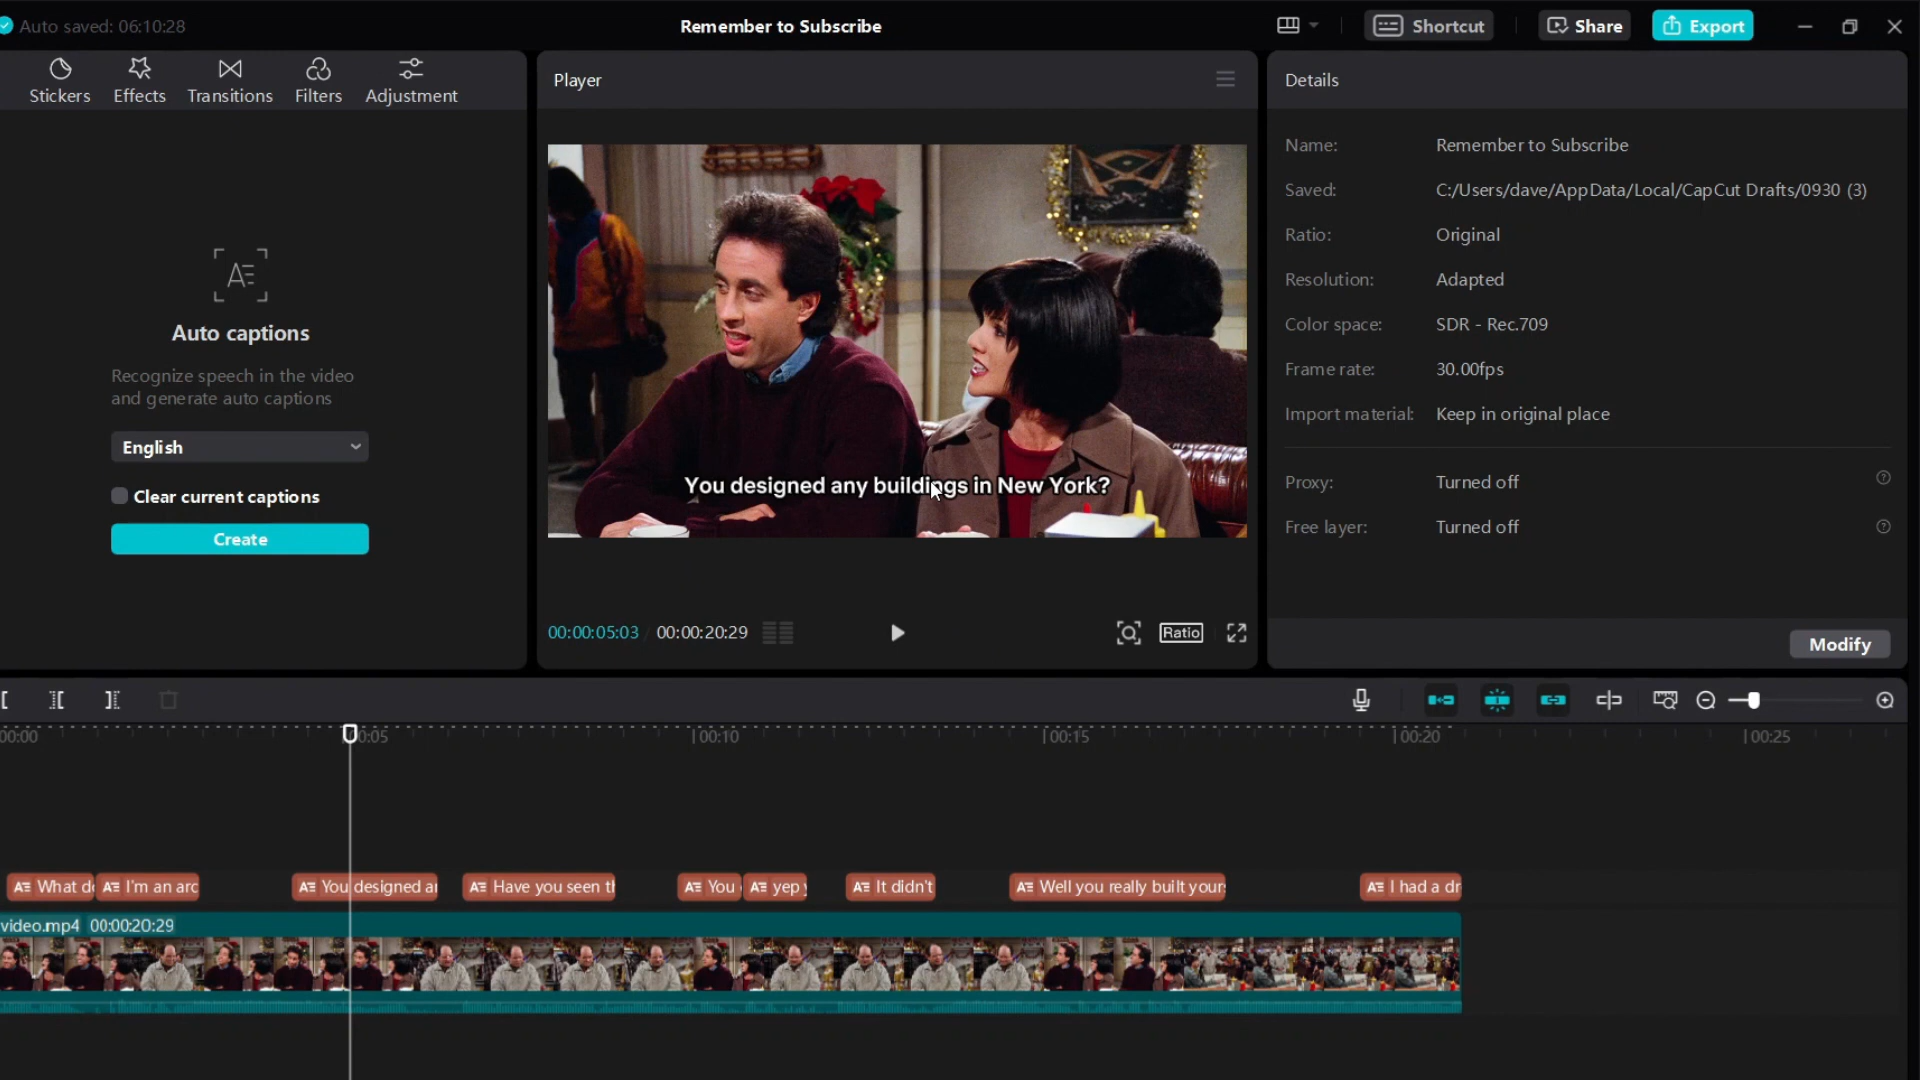 Auto saved: 06:10:28
Remember to Subscribe
Shortcut
Share
Export
Stickers
Effects
Transitions
Filters
Adjustment
Player
Details
Auto captions
Recognize speech in the video
and generate auto captions
English
Clear current captions
Create
You designed any buildings in New York?
00:00:05:03 / 00:00:20:29
Ratio
Name: Remember to Subscribe
Saved: C:/Users/dave/AppData/Local/CapCut Drafts/0930 (3)
Ratio: Original
Resolution: Adapted
Color space: SDR - Rec.709
Frame rate: 30.00fps
Import material: Keep in original place
Proxy: Turned off
Free layer: Turned off
Modify
00:00
00:05
00:10
00:15
00:20
00:25
What d
I'm an arc
You designed a
Have you seen t
You
yep
It didn't
Well you really built your
I had a dr
video.mp4 00:00:20:29